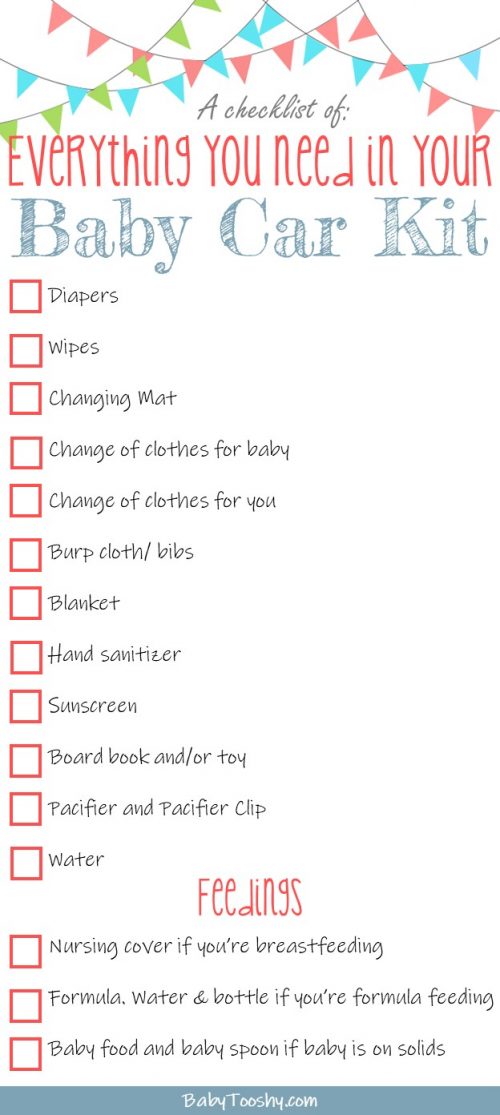 A checklist of:
Everything you need in your
Baby Car Kit
Diapers
Wipes
Changing Mat
Change of clothes for baby
Change of clothes for you
Burp cloth/ bibs
Blanket
Hand sanitizer
Sunscreen
Board book and/or toy
Pacifier and Pacifier Clip
Water
Feedings
Nursing cover if you're breastfeeding
Formula. Water & bottle if you're formula feeding
Baby food and baby spoon if baby is on solids
BabyTooshy.com